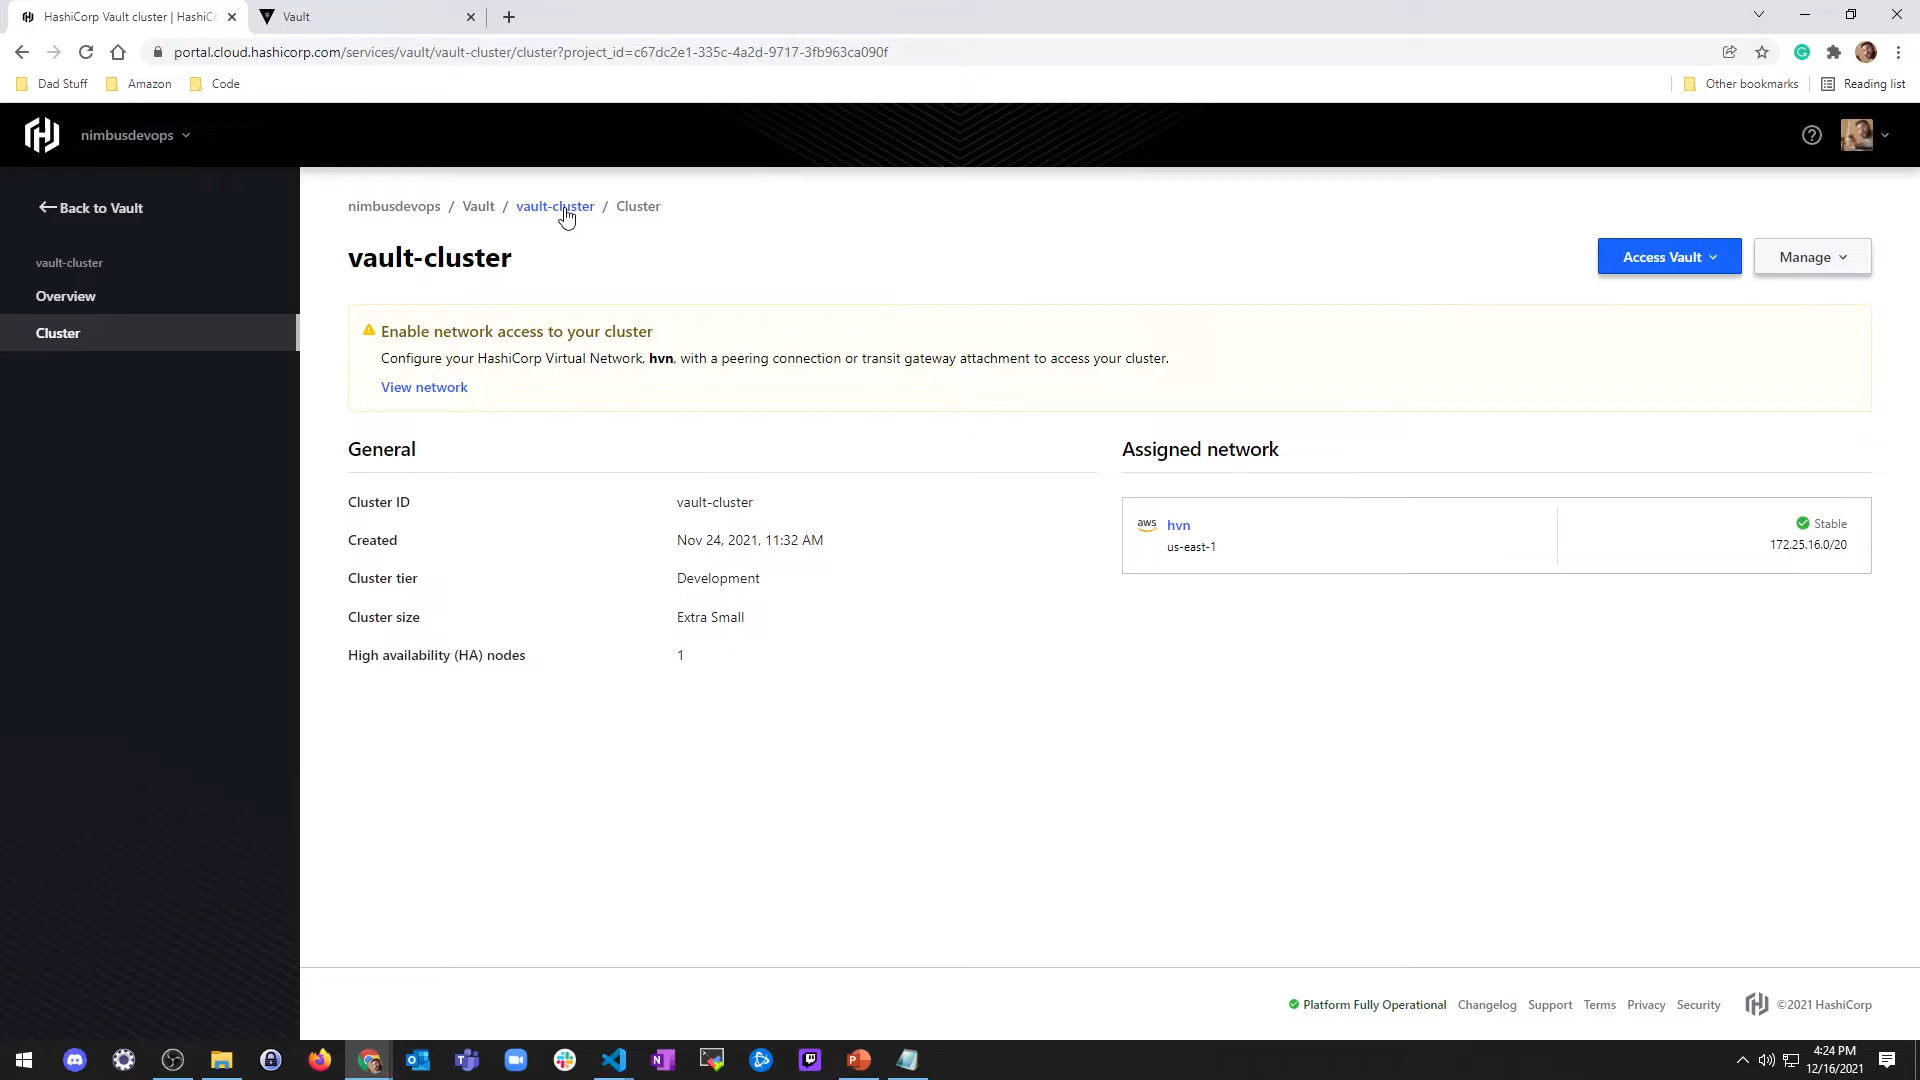 HashiCorp Vault cluster | HashiC
Vault
portal.cloud.hashicorp.com/services/vault/vault-cluster/cluster?project_id=c67dc2e1-335c-4a2d-9717-3fb963ca090f
Dad Stuff
Amazon
Code
Other bookmarks
Reading list
nimbusdevops
Back to Vault
nimbusdevops / Vault / vault-cluster / Cluster
vault-cluster
Overview
Cluster
vault-cluster
Access Vault
Manage
Enable network access to your cluster
Configure your HashiCorp Virtual Network, hvn, with a peering connection or transit gateway attachment to access your cluster.
View network
General
Cluster ID vault-cluster
Created Nov 24, 2021, 11:32 AM
Cluster tier Development
Cluster size Extra Small
High availability (HA) nodes 1
Assigned network
aws hvn
us-east-1
Stable
172.25.16.0/20
Platform Fully Operational Changelog Support Terms Privacy Security ©2021 HashiCorp
4:24 PM
12/16/2021